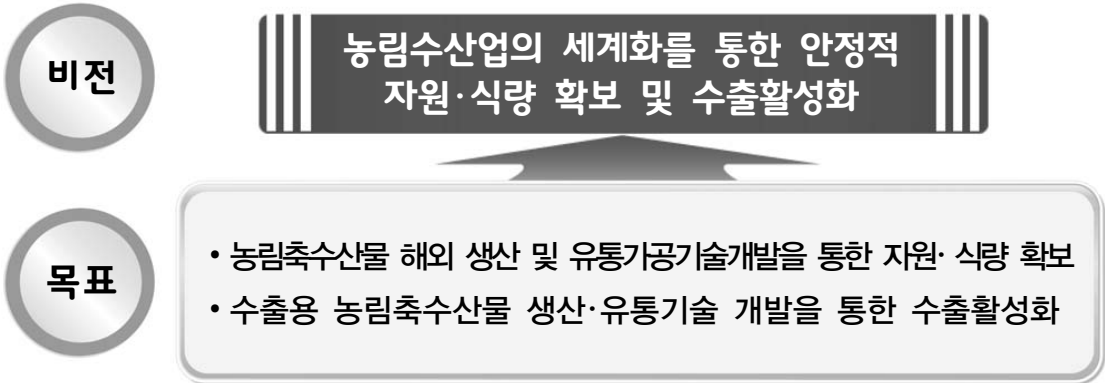 비전
농림수산업의 세계화를 통한 안정적
자원·식량 확보 및 수출활성화
목표
• 농림축수산물 해외 생산 및 유통가공기술개발을 통한 자원· 식량 확보
• 수출용 농림축수산물 생산·유통기술 개발을 통한 수출활성화